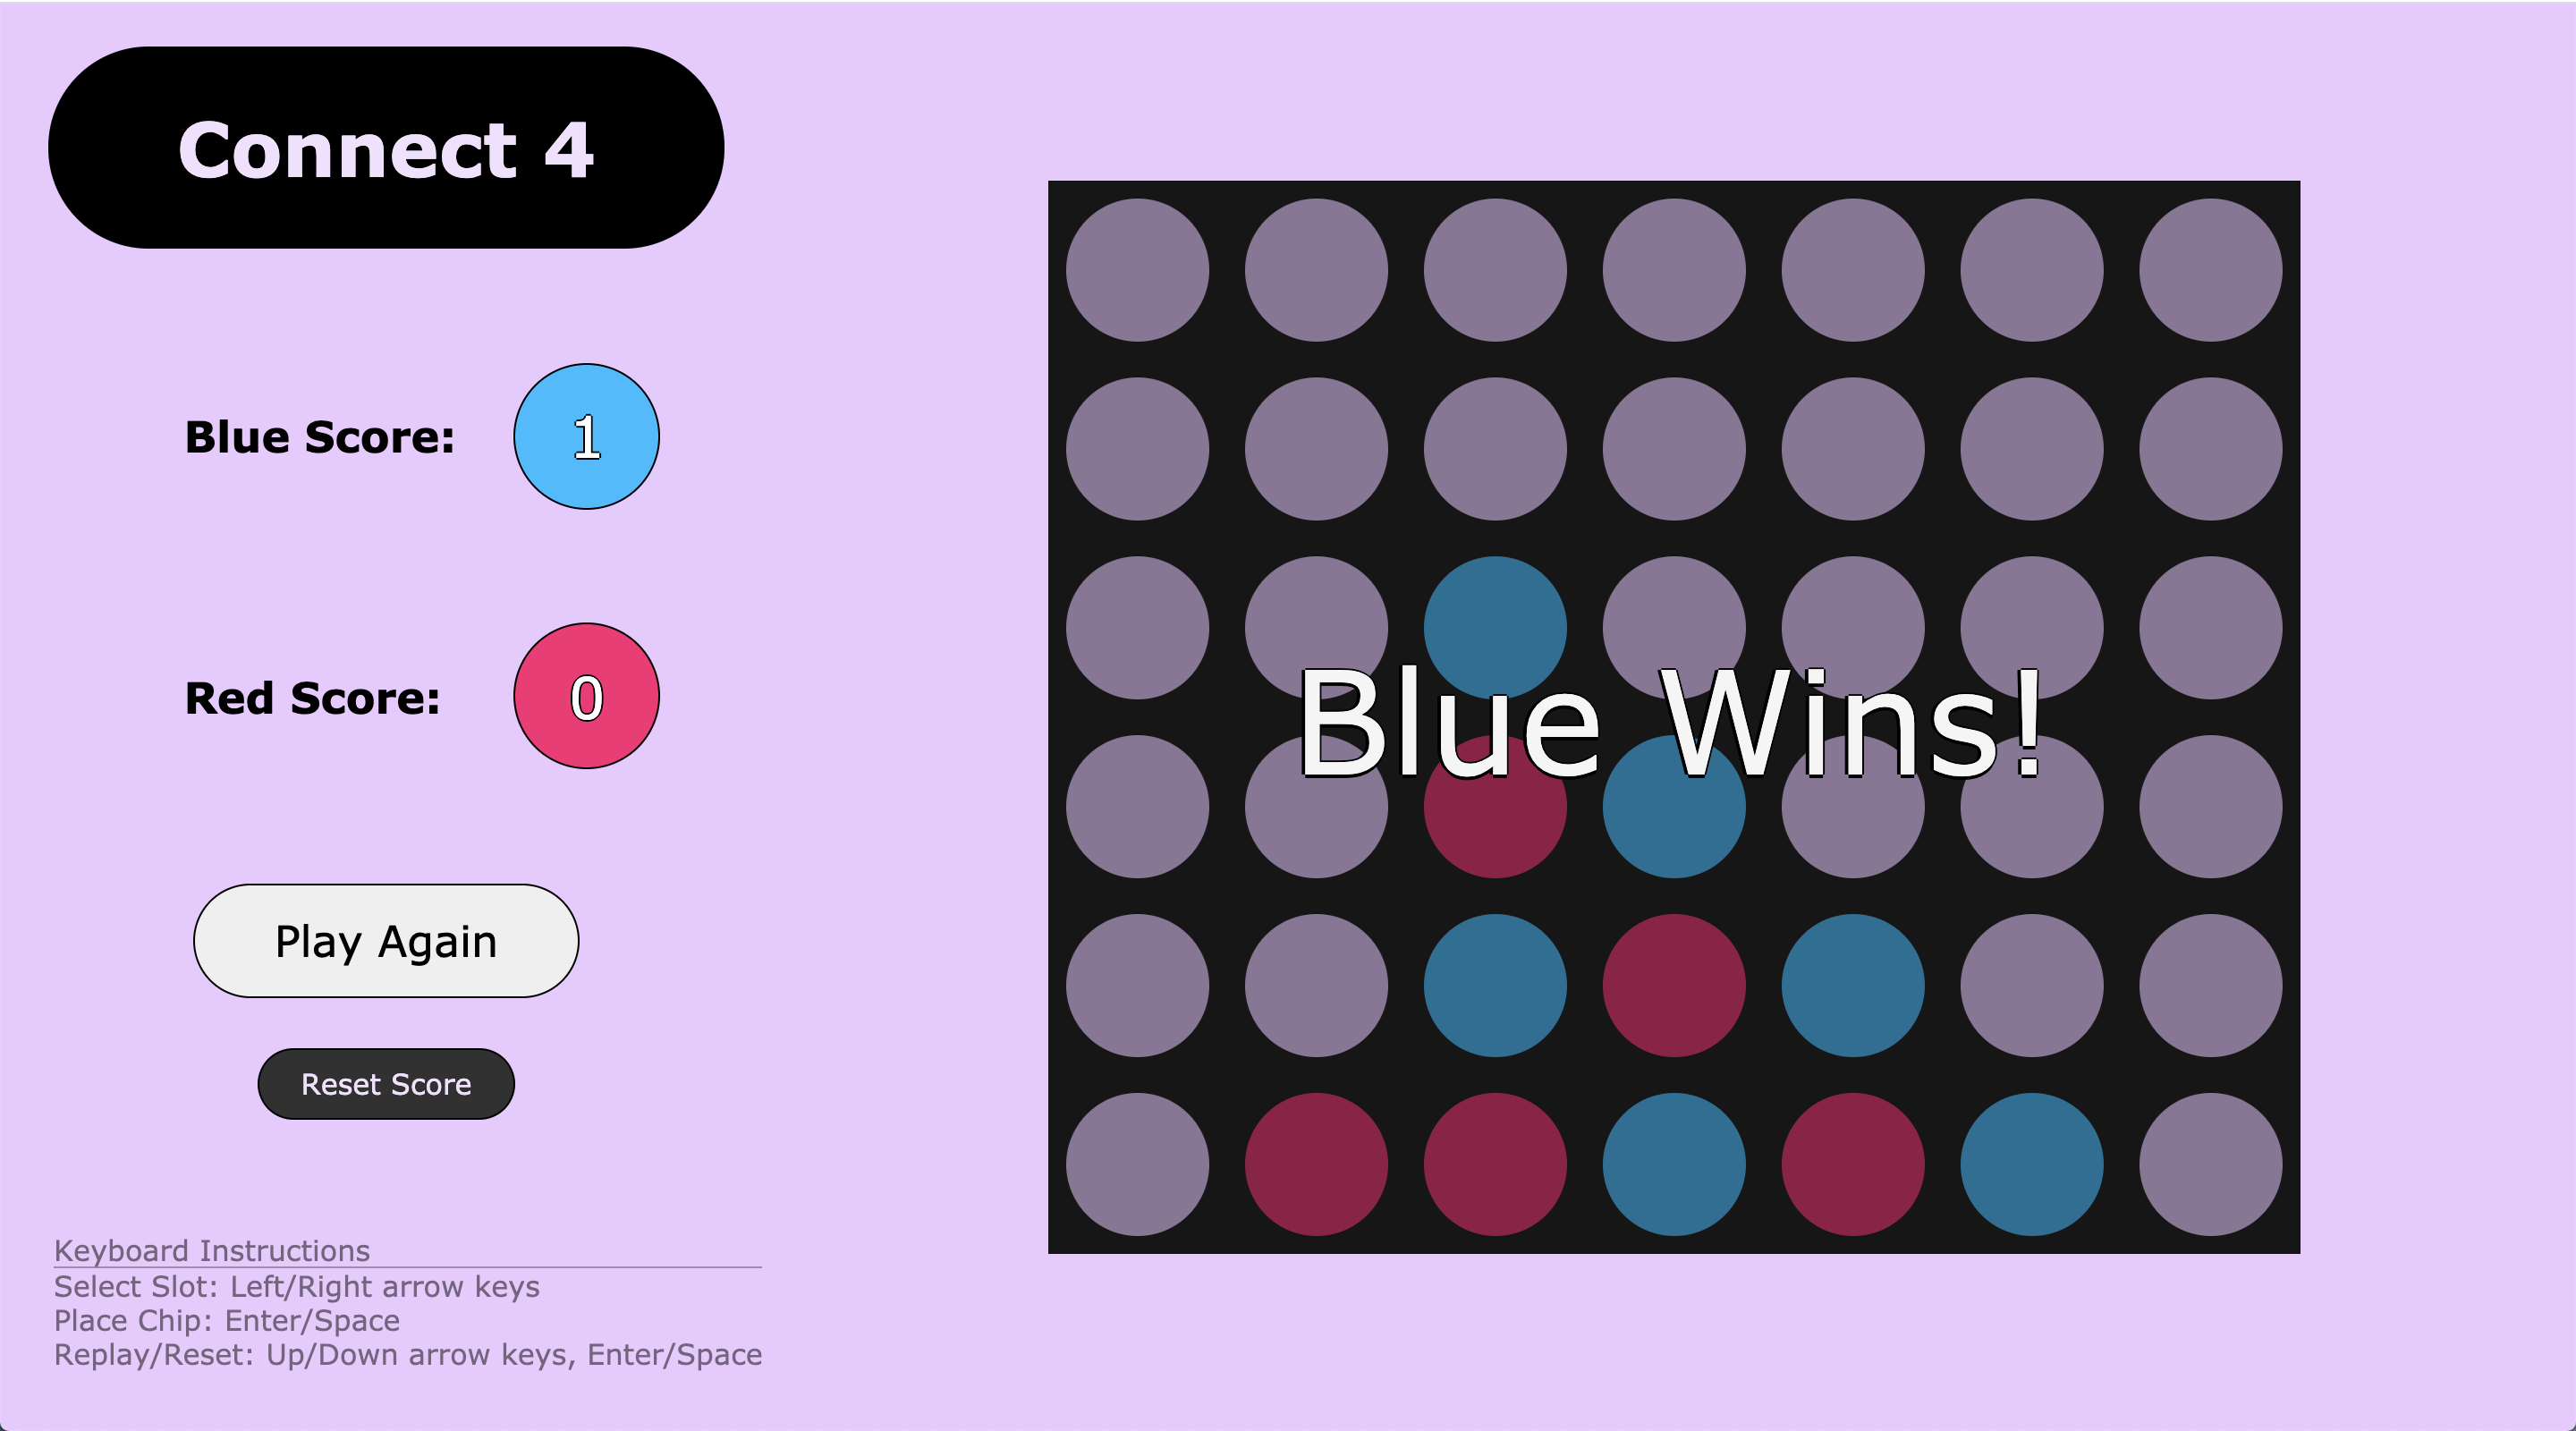 Connect 4
Blue Score: 1
Red Score: 0
Play Again
Reset Score
Keyboard Instructions
Select Slot: Left/Right arrow keys
Place Chip: Enter/Space
Replay/Reset: Up/Down arrow keys, Enter/Space
Blue Wins!